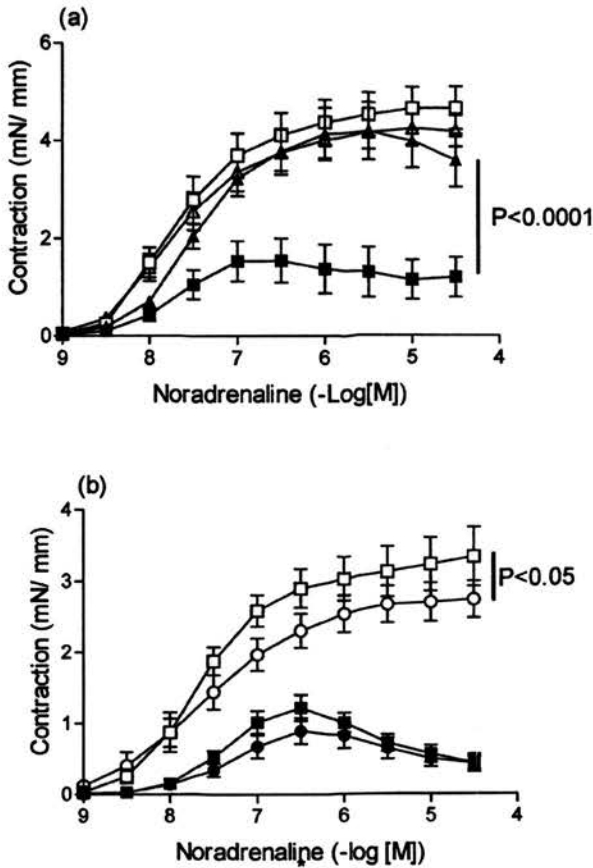 (a)
6
4
2
0
Contraction (mN/ mm)
P<0.0001
9 8 7 6 5 4
Noradrenaline (-Log[M])
(b)
4
3
2
1
0
Contraction (mN/ mm)
P<0.05
9 8 7 6 5 4
Noradrenaline (-log [M])
*